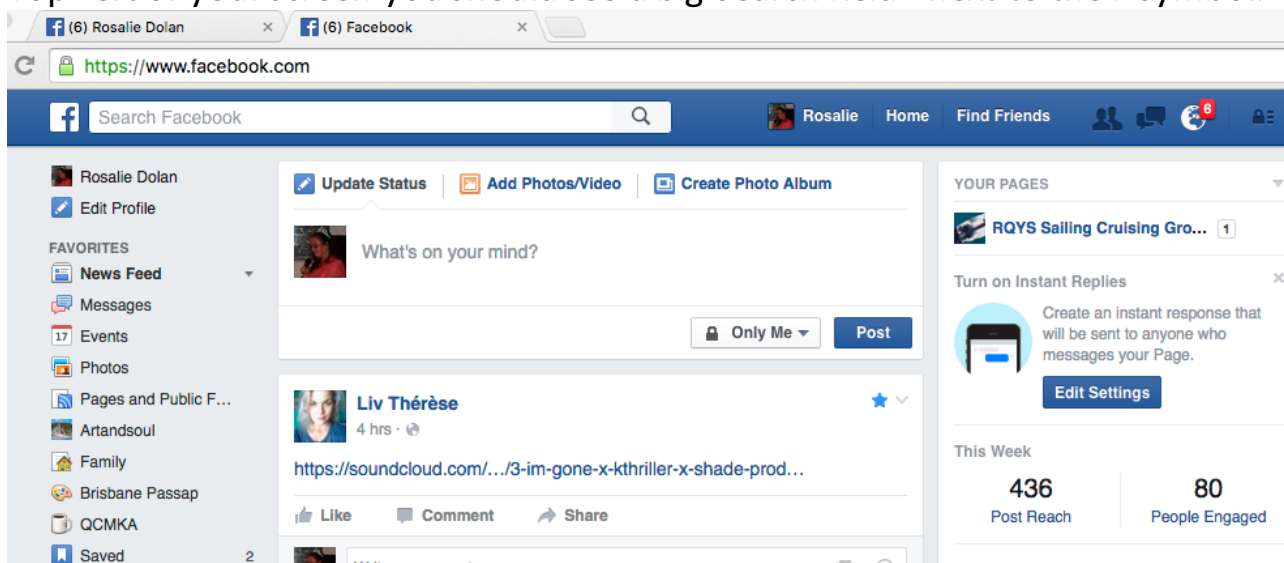 (6) Rosalie Dolan
(6) Facebook
https://www.facebook.com
f
Search Facebook
Rosalie
Home
Find Friends
6
Rosalie Dolan
Edit Profile
FAVORITES
News Feed
Messages
17 Events
Photos
Pages and Public F...
Artandsoul
Family
Brisbane Passap
QCMKA
Saved 2
Update Status
Add Photos/Video
Create Photo Album
What's on your mind?
Only Me
Post
Liv Thérèse
4 hrs ·
https://soundcloud.com/.../3-im-gone-x-kthriller-x-shade-prod...
Like
Comment
Share
YOUR PAGES
RQYS Sailing Cruising Gro... 1
Turn on Instant Replies
Create an instant response that
will be sent to anyone who
messages your Page.
Edit Settings
This Week
436
Post Reach
80
People Engaged